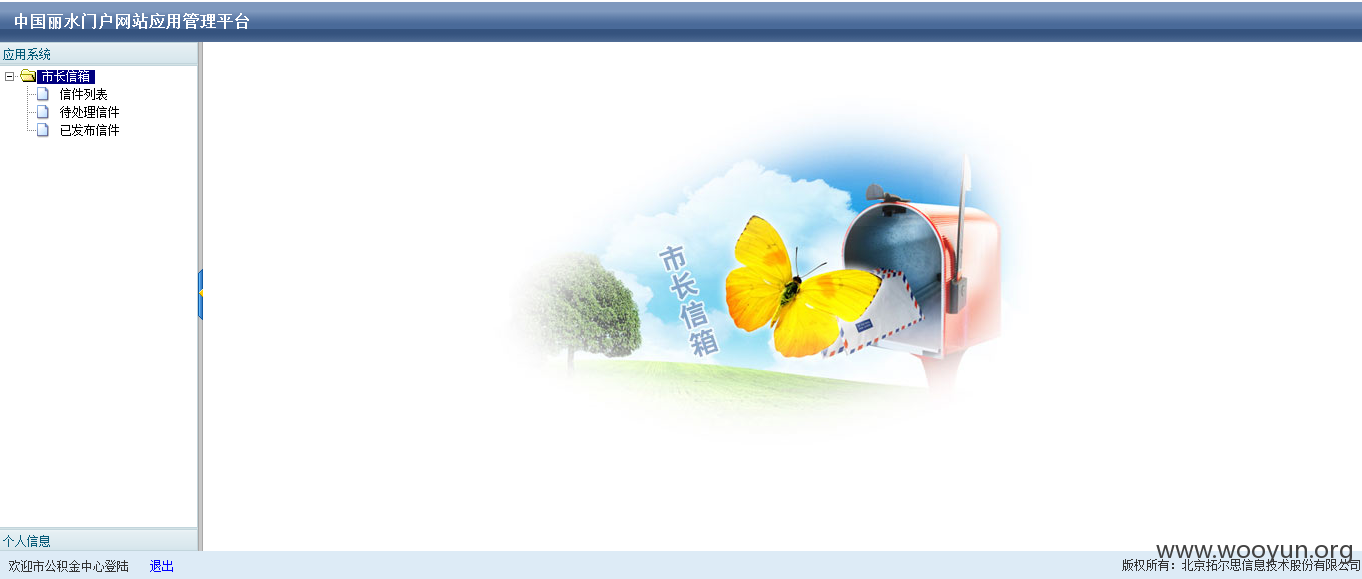 中国丽水门户网站应用管理平台
应用系统
市长信箱
信件列表
待处理信件
已发布信件
市长信箱
个人信息
欢迎市公积金中心登陆 退出
www.wooyun.org
版权所有：北京拓尔思信息技术股份有限公司